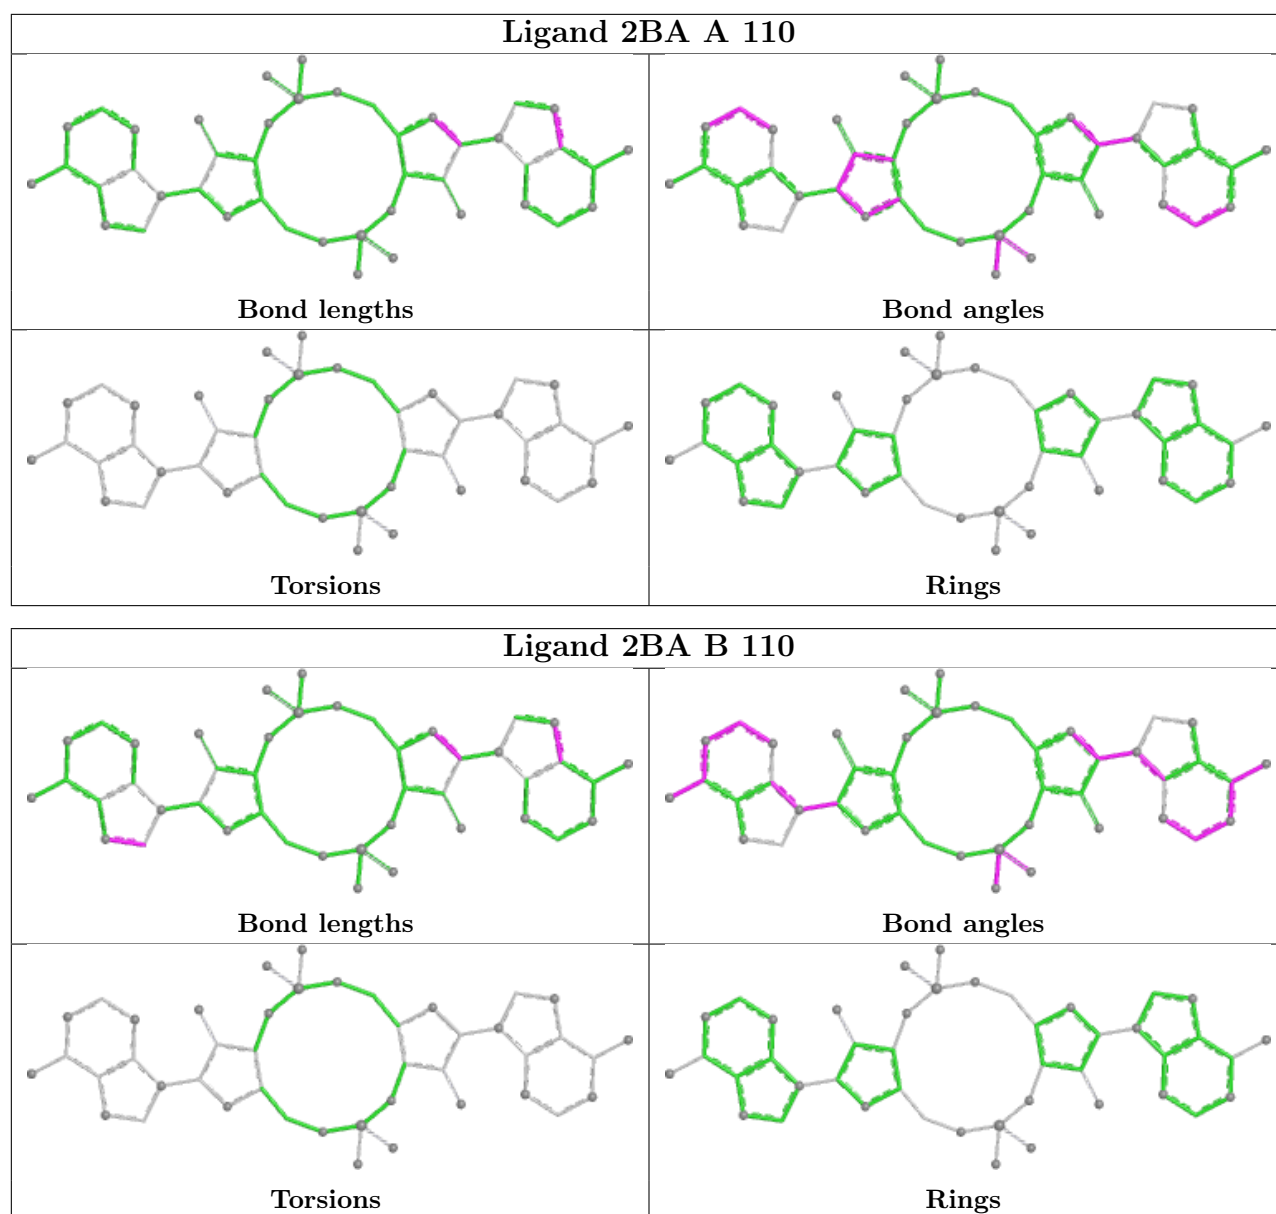 Ligand 2BA A 110
Bond lengths
Bond angles
Torsions
Rings
Ligand 2BA B 110
Bond lengths
Bond angles
Torsions
Rings